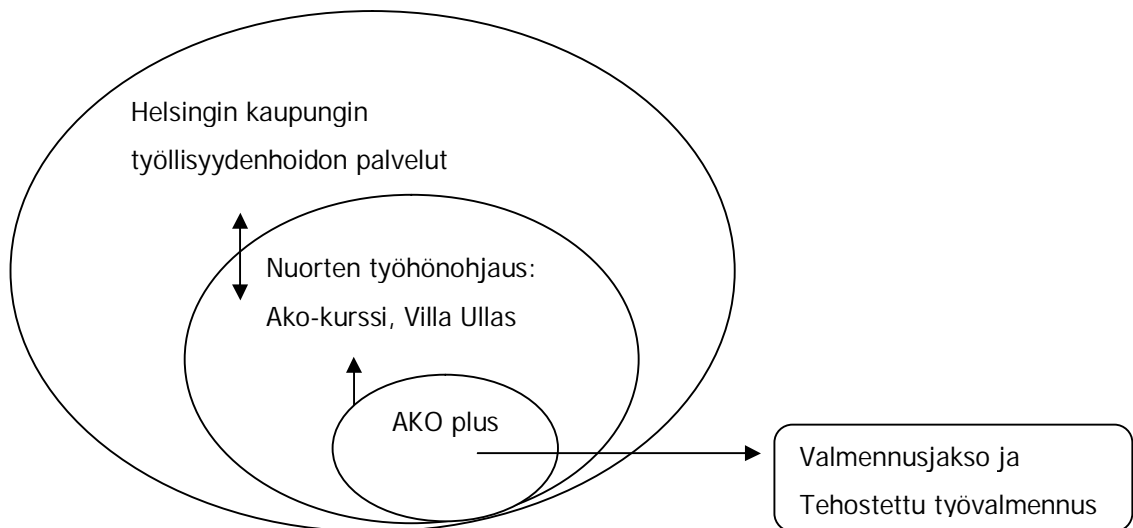 Helsingin kaupungin
työllisyydenhoidon palvelut
Nuorten työhönohjaus:
Ako-kurssi, Villa Ullas
AKO plus
Valmennusjakso ja
Tehostettu työvalmennus